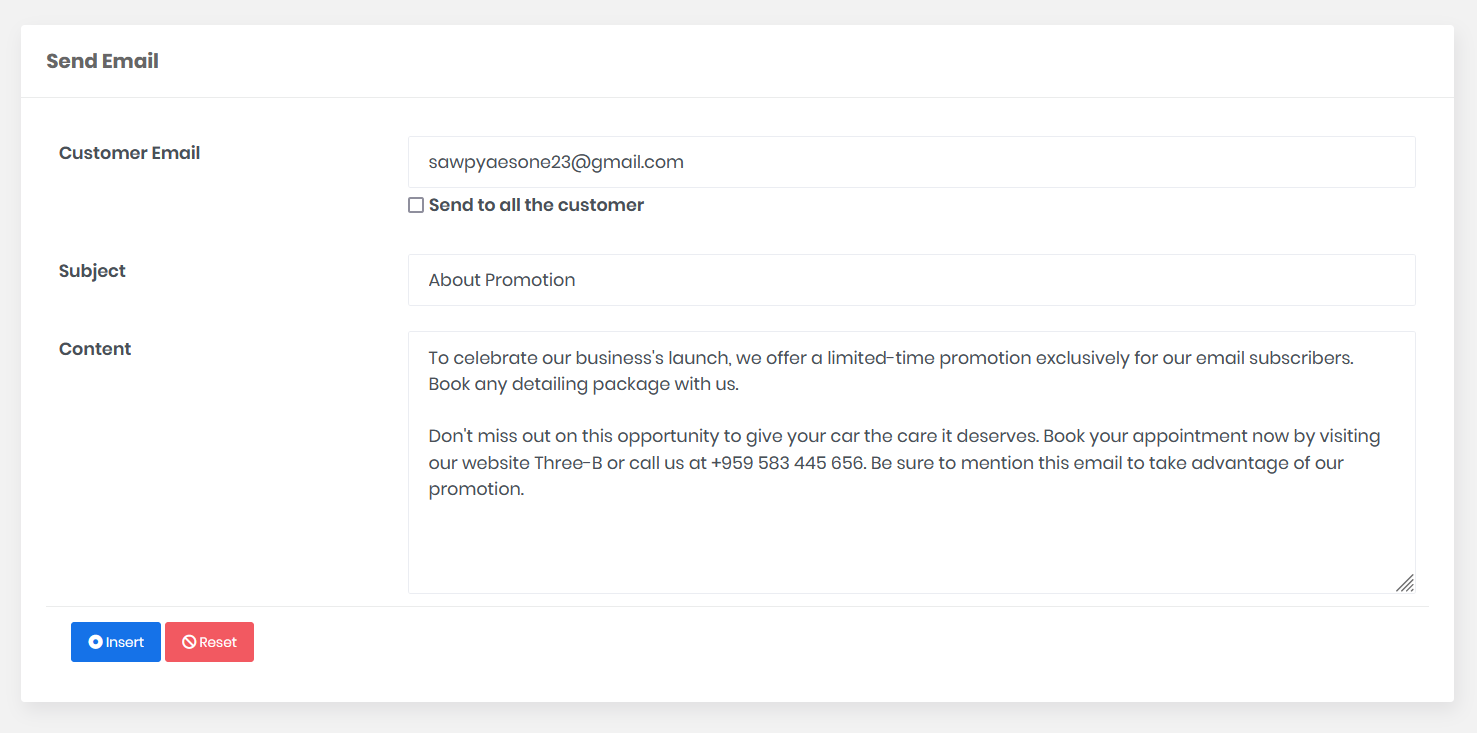 Send Email
Customer Email
sawpyaesone23@gmail.com
Send to all the customer
Subject
About Promotion
Content
To celebrate our business's launch, we offer a limited-time promotion exclusively for our email subscribers.
Book any detailing package with us.
Don't miss out on this opportunity to give your car the care it deserves. Book your appointment now by visiting
our website Three-B or call us at +959 583 445 656. Be sure to mention this email to take advantage of our
promotion.
Insert
Reset